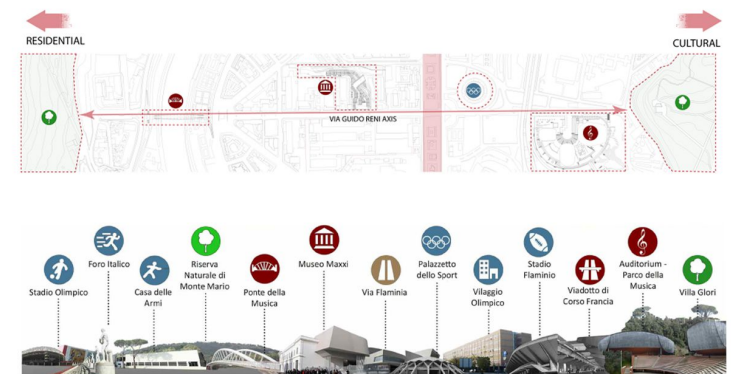 RESIDENTIAL
CULTURAL
VIA GUIDO RENI AXIS
Stadio Olimpico
Foro Italico
Casa delle
Armi
Riserva
Naturale di
Monte Mario
Ponte della
Musica
Museo Maxxi
Via Flaminia
Palazzetto
dello Sport
Vilaggio
Olimpico
Stadio
Flaminio
Viadotto di
Corso Francia
Auditorium -
Parco della
Musica
Villa Glori